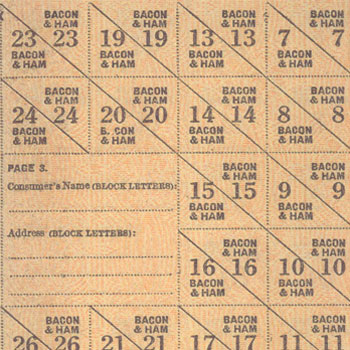 BACON BACON BACON BACON
& HAM & HAM & HAM & HAM
23 23 19 19 13 13 7 7
BACON BACON BACON BACON
& HAM & HAM & HAM & HAM
BACON BACON BACON BACON
& HAM & HAM & HAM & HAM
24 24 20 20 14 14 8 8
BACON B. CON BACON BACON
& HAM & HAM & HAM & HAM
PAGE 3.
Consumer's Name (BLOCK LETTERS):
Address (BLOCK LETTERS):
BACON BACON
& HAM & HAM
15 15 9 9
BACON BACON
& HAM & HAM
BACON BACON
& HAM & HAM
16 16 10 10
BACON BACON
& HAM & HAM
BACON BACON BACON BACON
& HAM & HAM & HAM & HAM
26 26 21 21 17 17 11 11